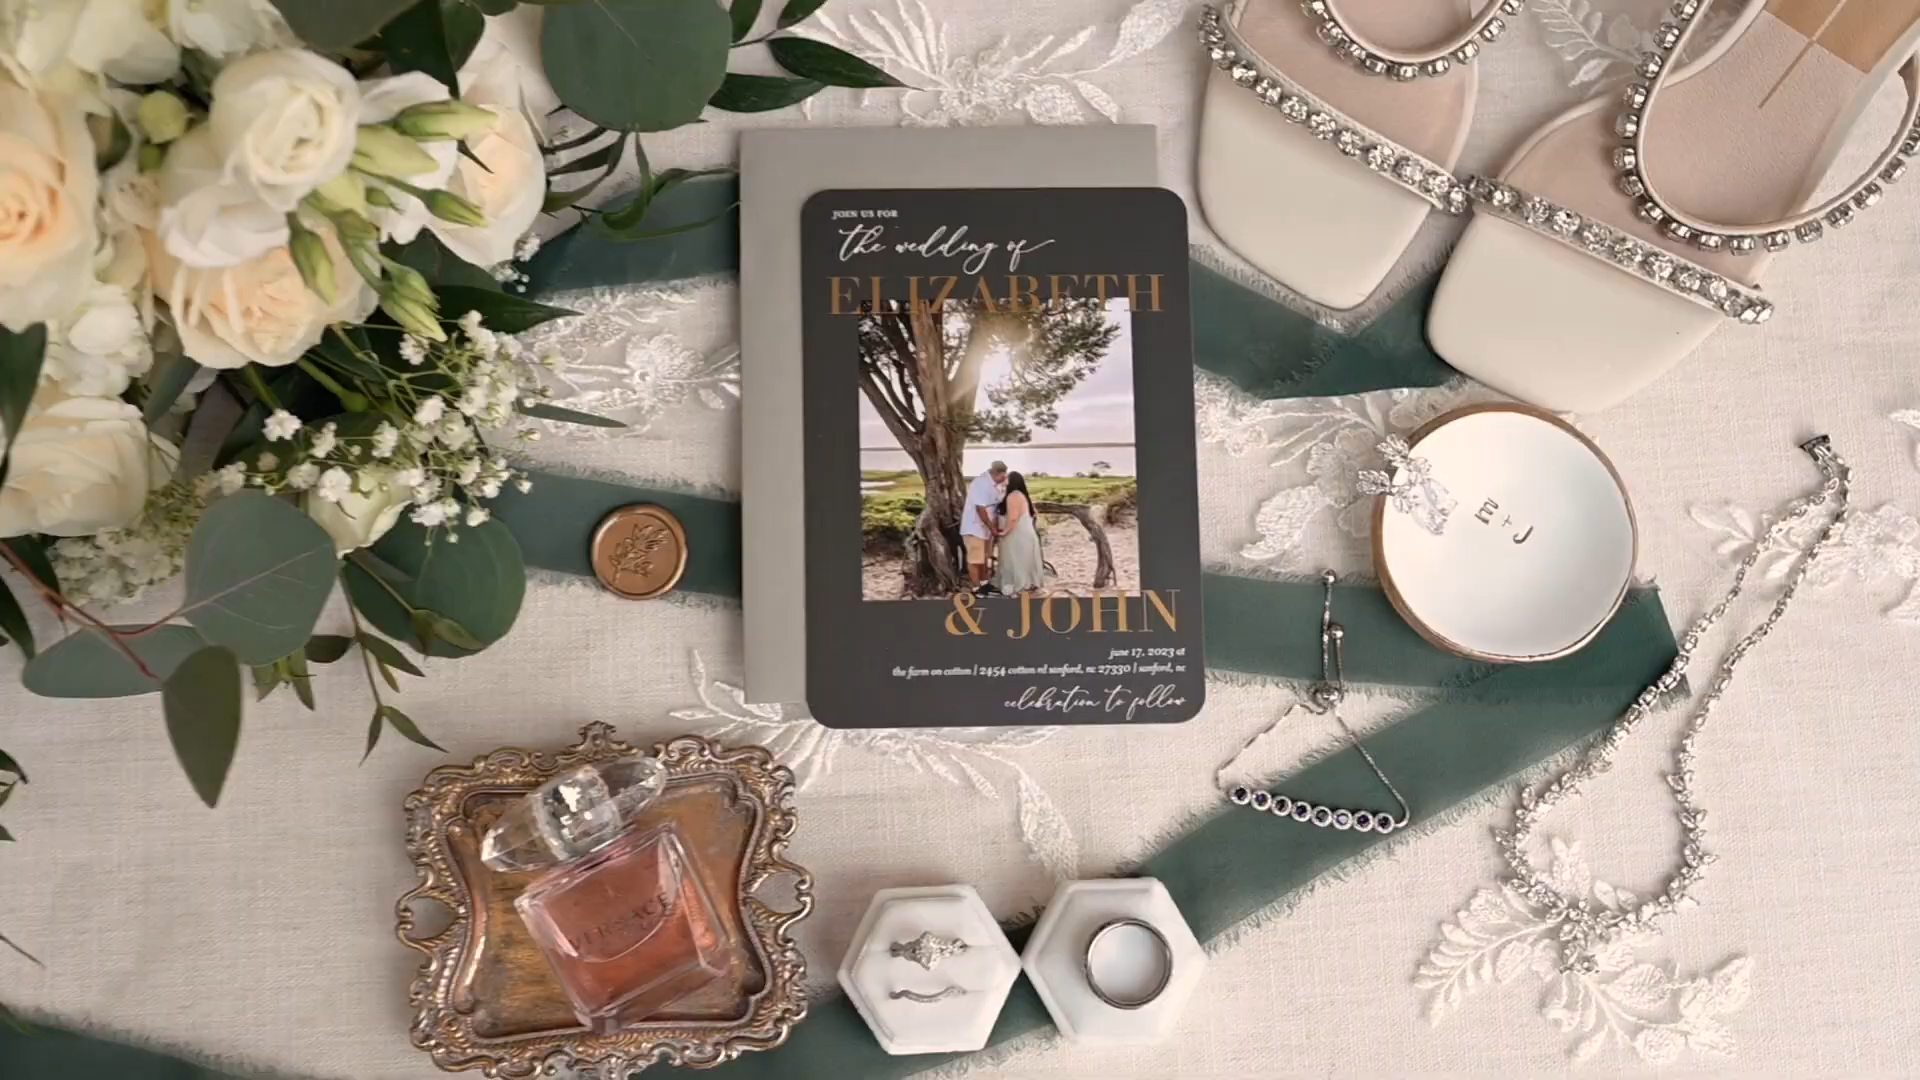 JOIN US FOR
the wedding of
ELIZABETH
& JOHN
june 17, 2023 at
the farm on cotton | 2454 cotton rd sanford, nc 27330 | sanford, nc
celebration to follow
m
+
J
VERSACE